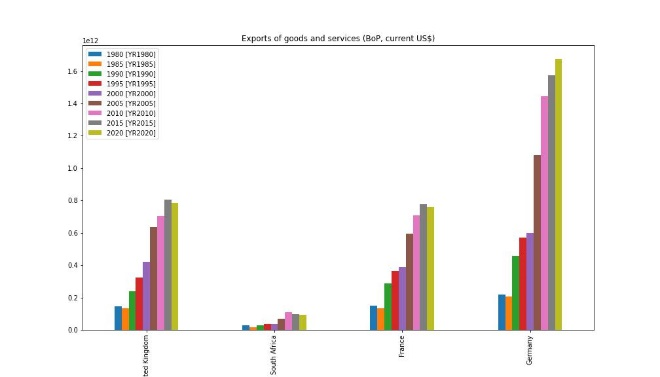 Exports of goods and services (BoP, current US$)
1e12
1980 [YR1980]
1985 [YR1985]
1990 [YR1990]
1995 [YR1995]
2000 [YR2000]
2005 [YR2005]
2010 [YR2010]
2015 [YR2015]
2020 [YR2020]
1.6
1.4
1.2
1.0
0.8
0.6
0.4
0.2
0.0
ted Kingdom
South Africa
France
Germany